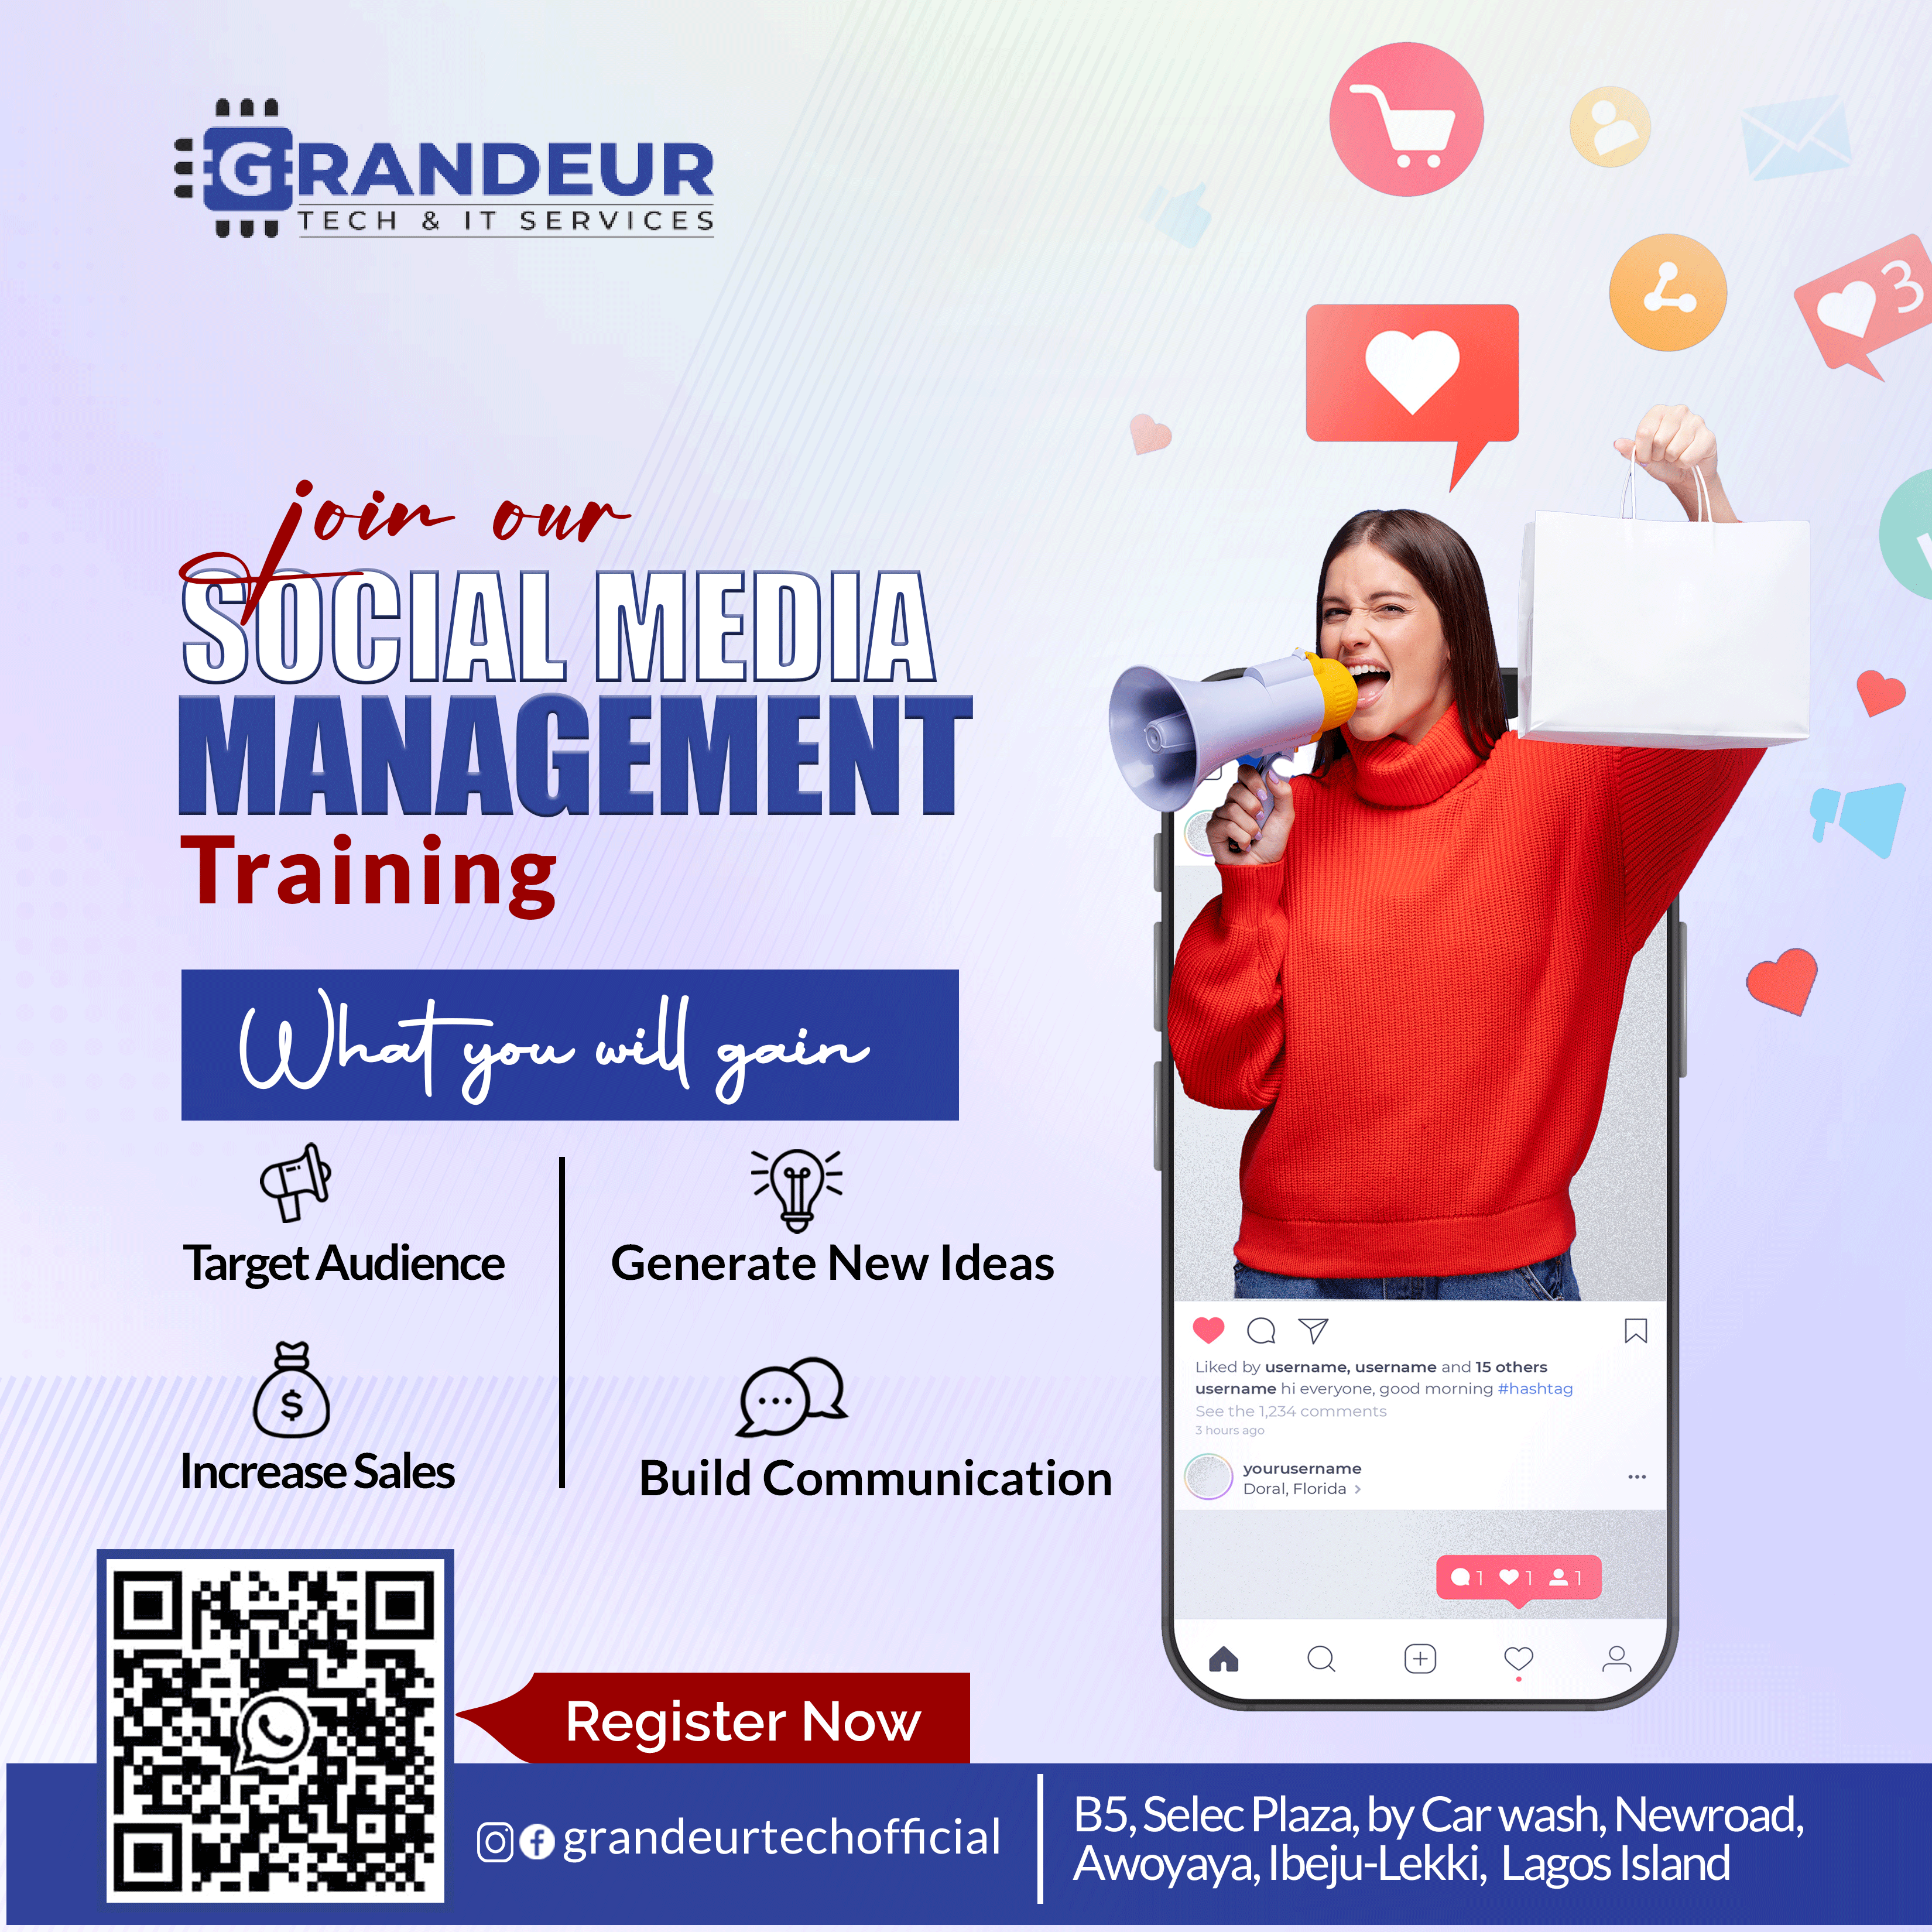 GRANDEUR
TECH & IT SERVICES
3
join our
SOCIAL MEDIA
MANAGEMENT
Training
What you will gain
Target Audience
Generate New Ideas
Increase Sales
Build Communication
Liked by username, username and 15 others
username hi everyone, good morning #hashtag
See the 1,234 comments
3 hours ago
yourusername
Doral, Florida >
1 1 1
Register Now
grandeurtechofficial
B5, Selec Plaza, by Car wash, Newroad,
Awoyaya, Ibeju-Lekki, Lagos Island